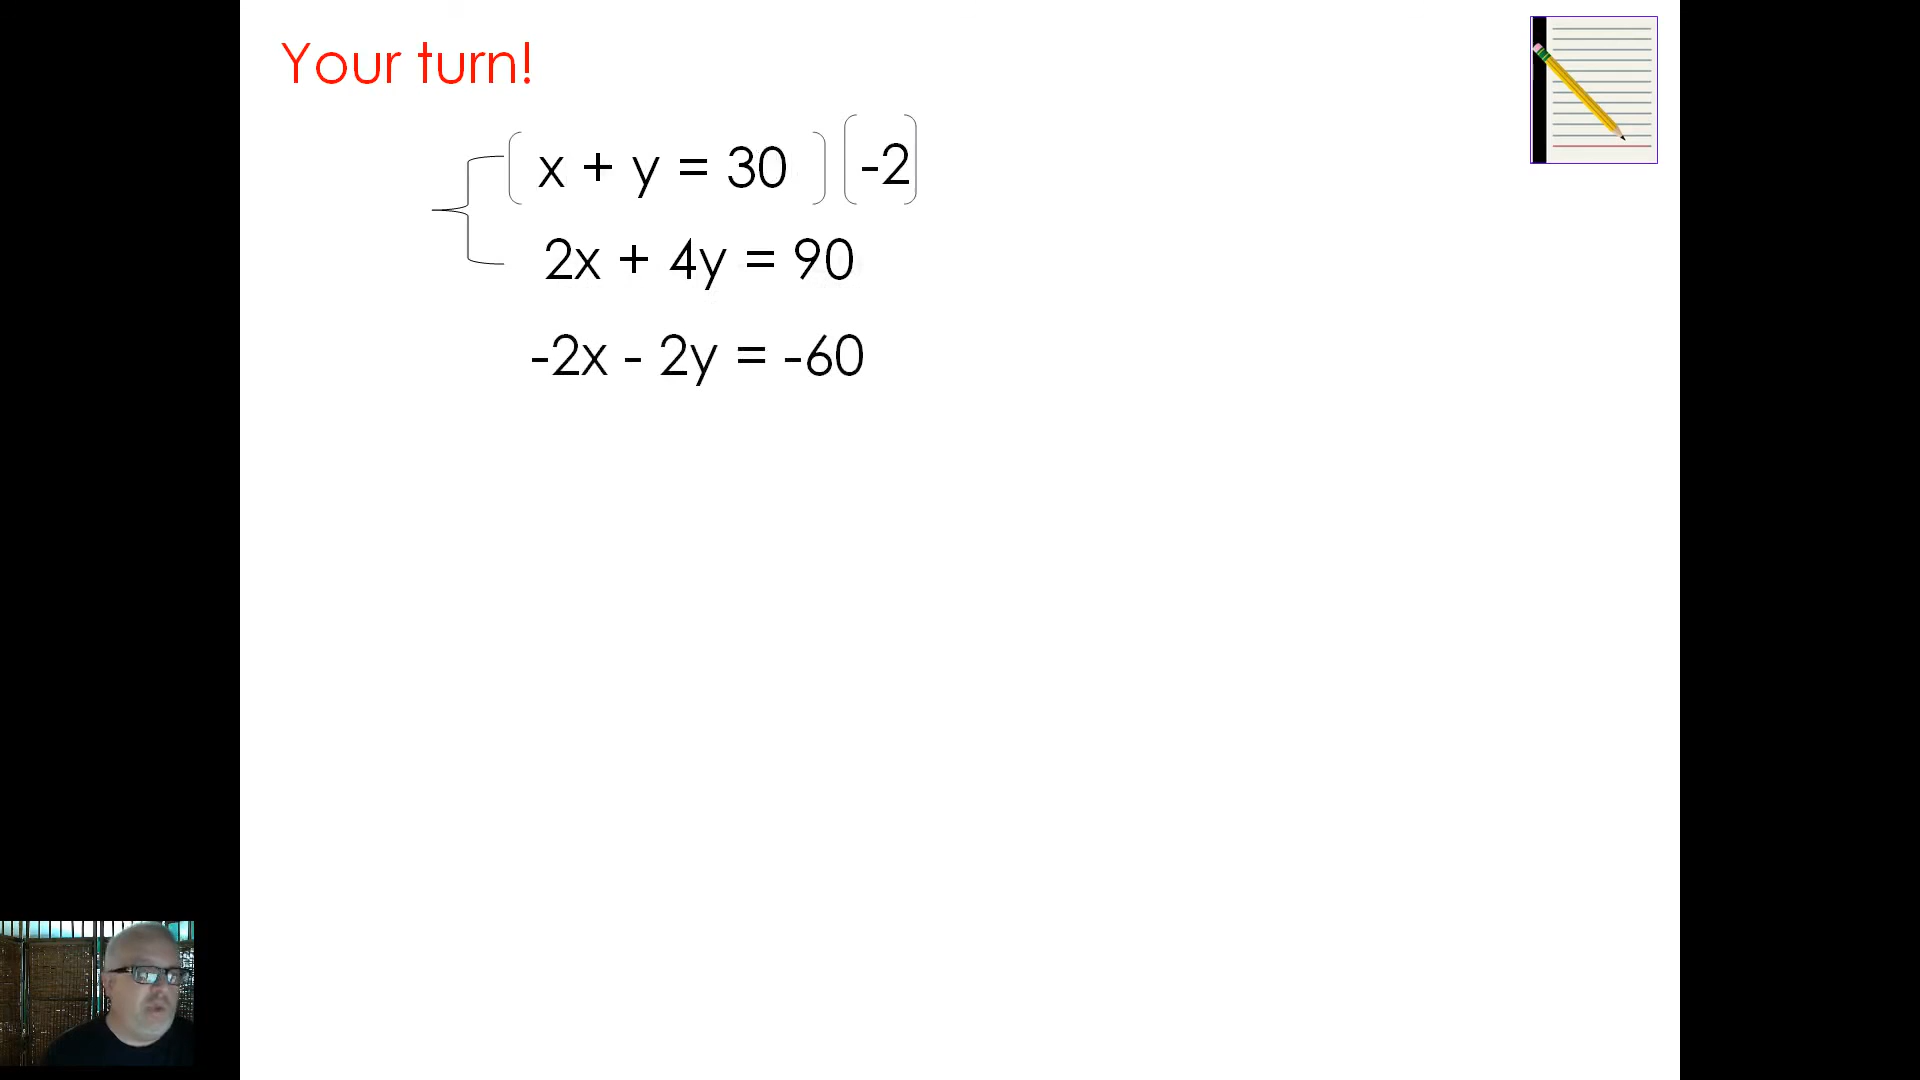 Your turn!
( x + y = 30 ) (-2)
2x + 4y = 90
-2x - 2y = -60